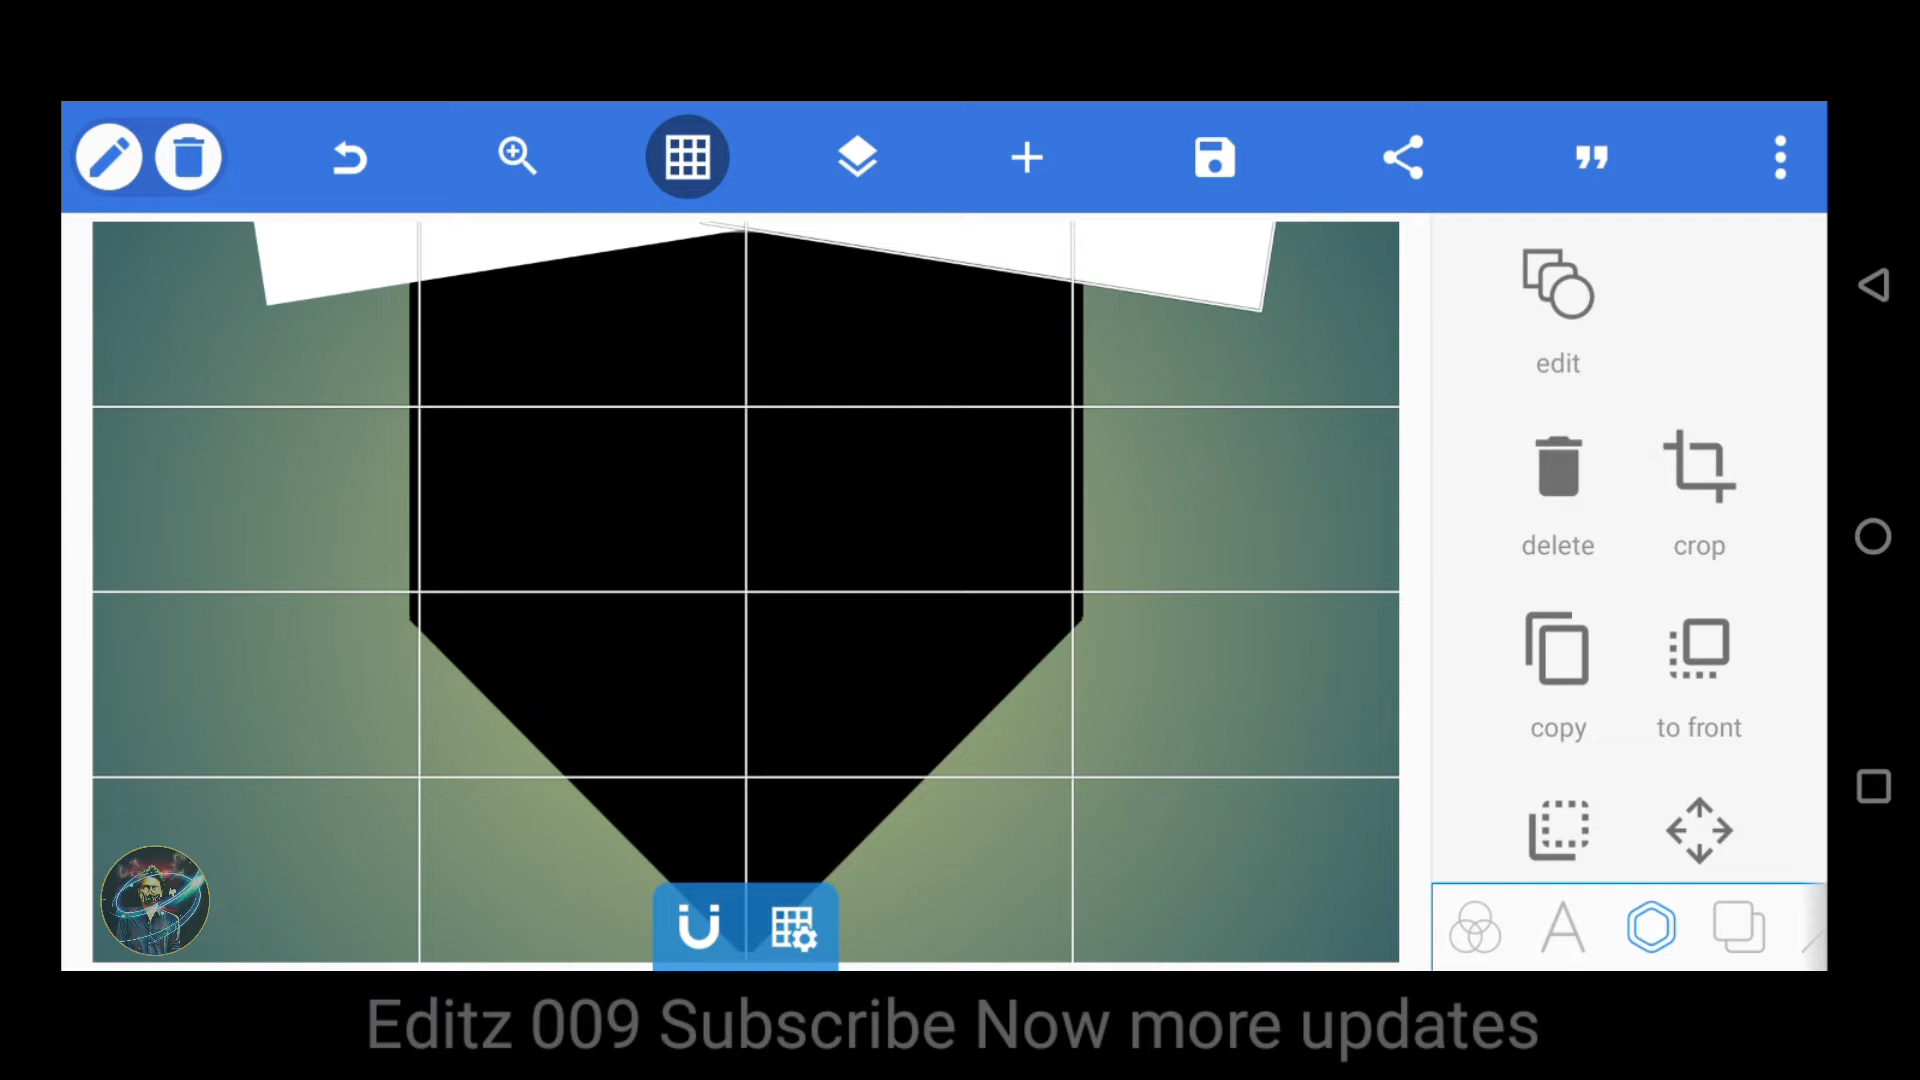 edit
delete
crop
copy
to front
Editz 009 Subscribe Now more updates